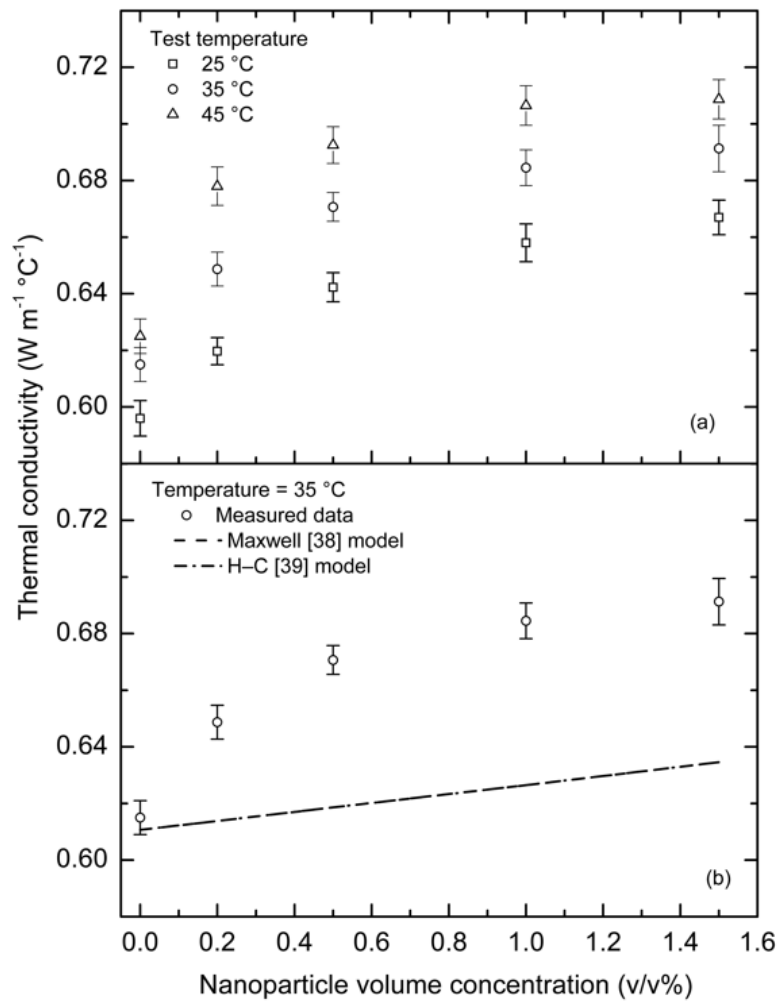 Test temperature
25 °C
35 °C
45 °C
0.72
0.68
0.64
0.60
(a)
Thermal conductivity (W m⁻¹ °C⁻¹)
Temperature = 35 °C
Measured data
Maxwell [38] model
H–C [39] model
0.72
0.68
0.64
0.60
(b)
0.0 0.2 0.4 0.6 0.8 1.0 1.2 1.4 1.6
Nanoparticle volume concentration (v/v%)